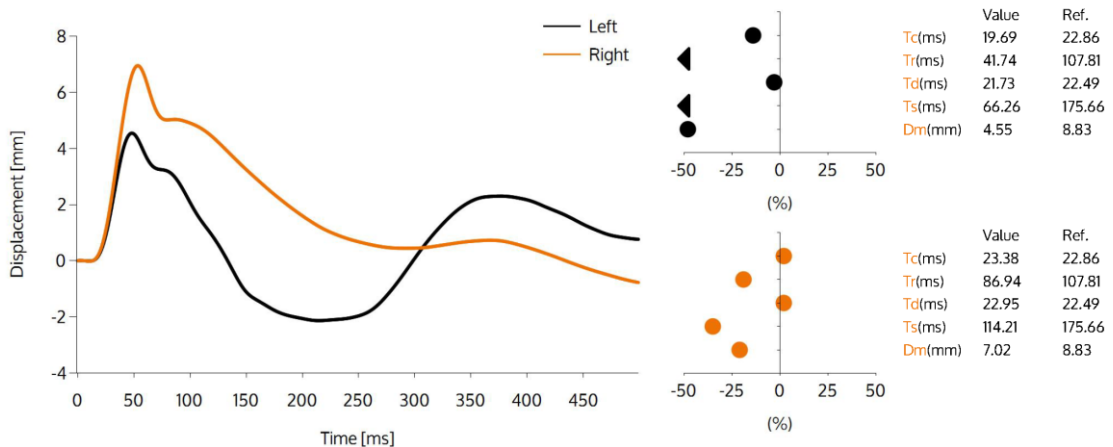 Displacement [mm]
8
6
4
2
0
-2
-4
0 50 100 150 200 250 300 350 400 450
Time [ms]
Left
Right
-50 -25 0 25 50
(%)
Value Ref.
Tc(ms) 19.69 22.86
Tr(ms) 41.74 107.81
Td(ms) 21.73 22.49
Ts(ms) 66.26 175.66
Dm(mm) 4.55 8.83
-50 -25 0 25 50
(%)
Value Ref.
Tc(ms) 23.38 22.86
Tr(ms) 86.94 107.81
Td(ms) 22.95 22.49
Ts(ms) 114.21 175.66
Dm(mm) 7.02 8.83